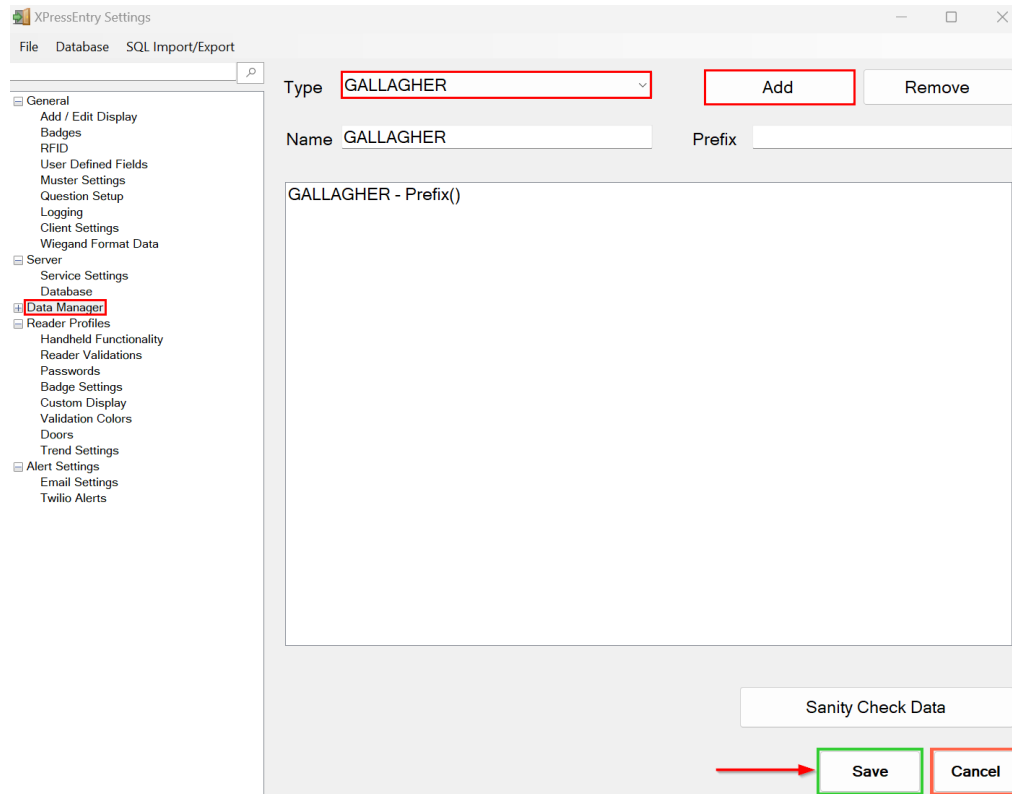 XPressEntry Settings
File Database SQL Import/Export
Type GALLAGHER Add Remove
Name GALLAGHER Prefix
GALLAGHER - Prefix()
General
Add / Edit Display
Badges
RFID
User Defined Fields
Muster Settings
Question Setup
Logging
Client Settings
Wiegand Format Data
Server
Service Settings
Database
Data Manager
Reader Profiles
Handheld Functionality
Reader Validations
Passwords
Badge Settings
Custom Display
Validation Colors
Doors
Trend Settings
Alert Settings
Email Settings
Twilio Alerts
Sanity Check Data
Save Cancel